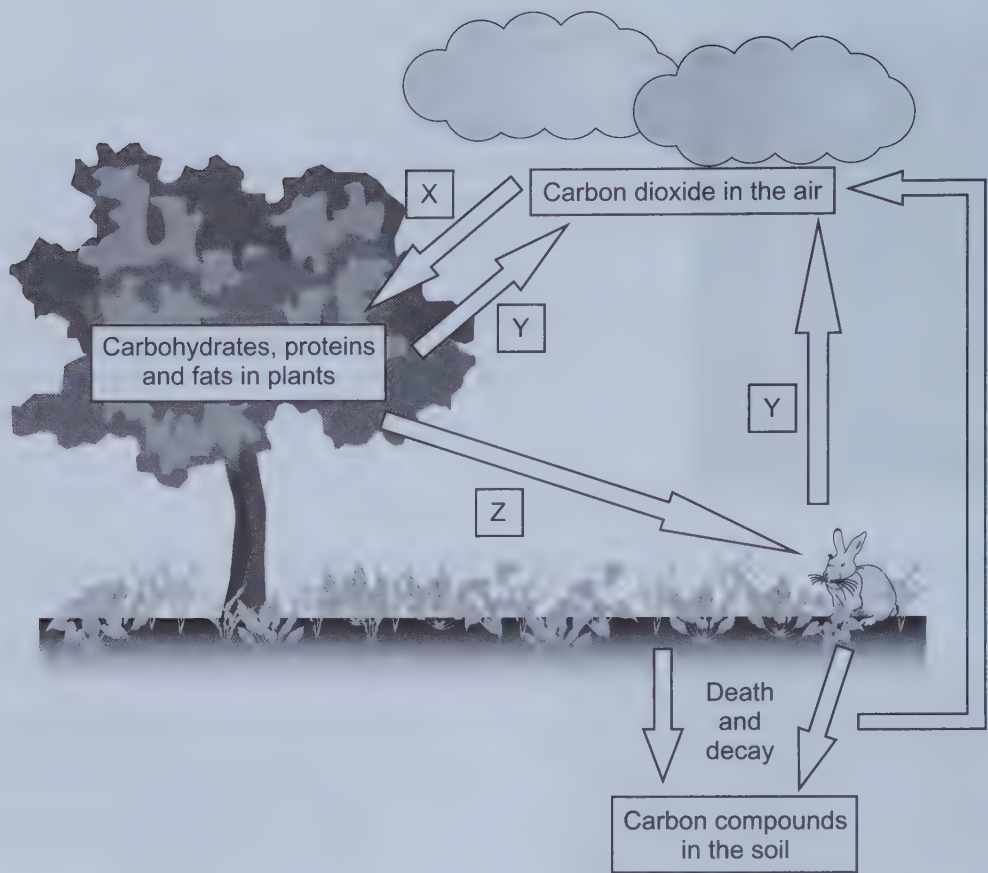 X
Carbon dioxide in the air
Carbohydrates, proteins
and fats in plants
Y
Y
Z
Death
and
decay
Carbon compounds
in the soil